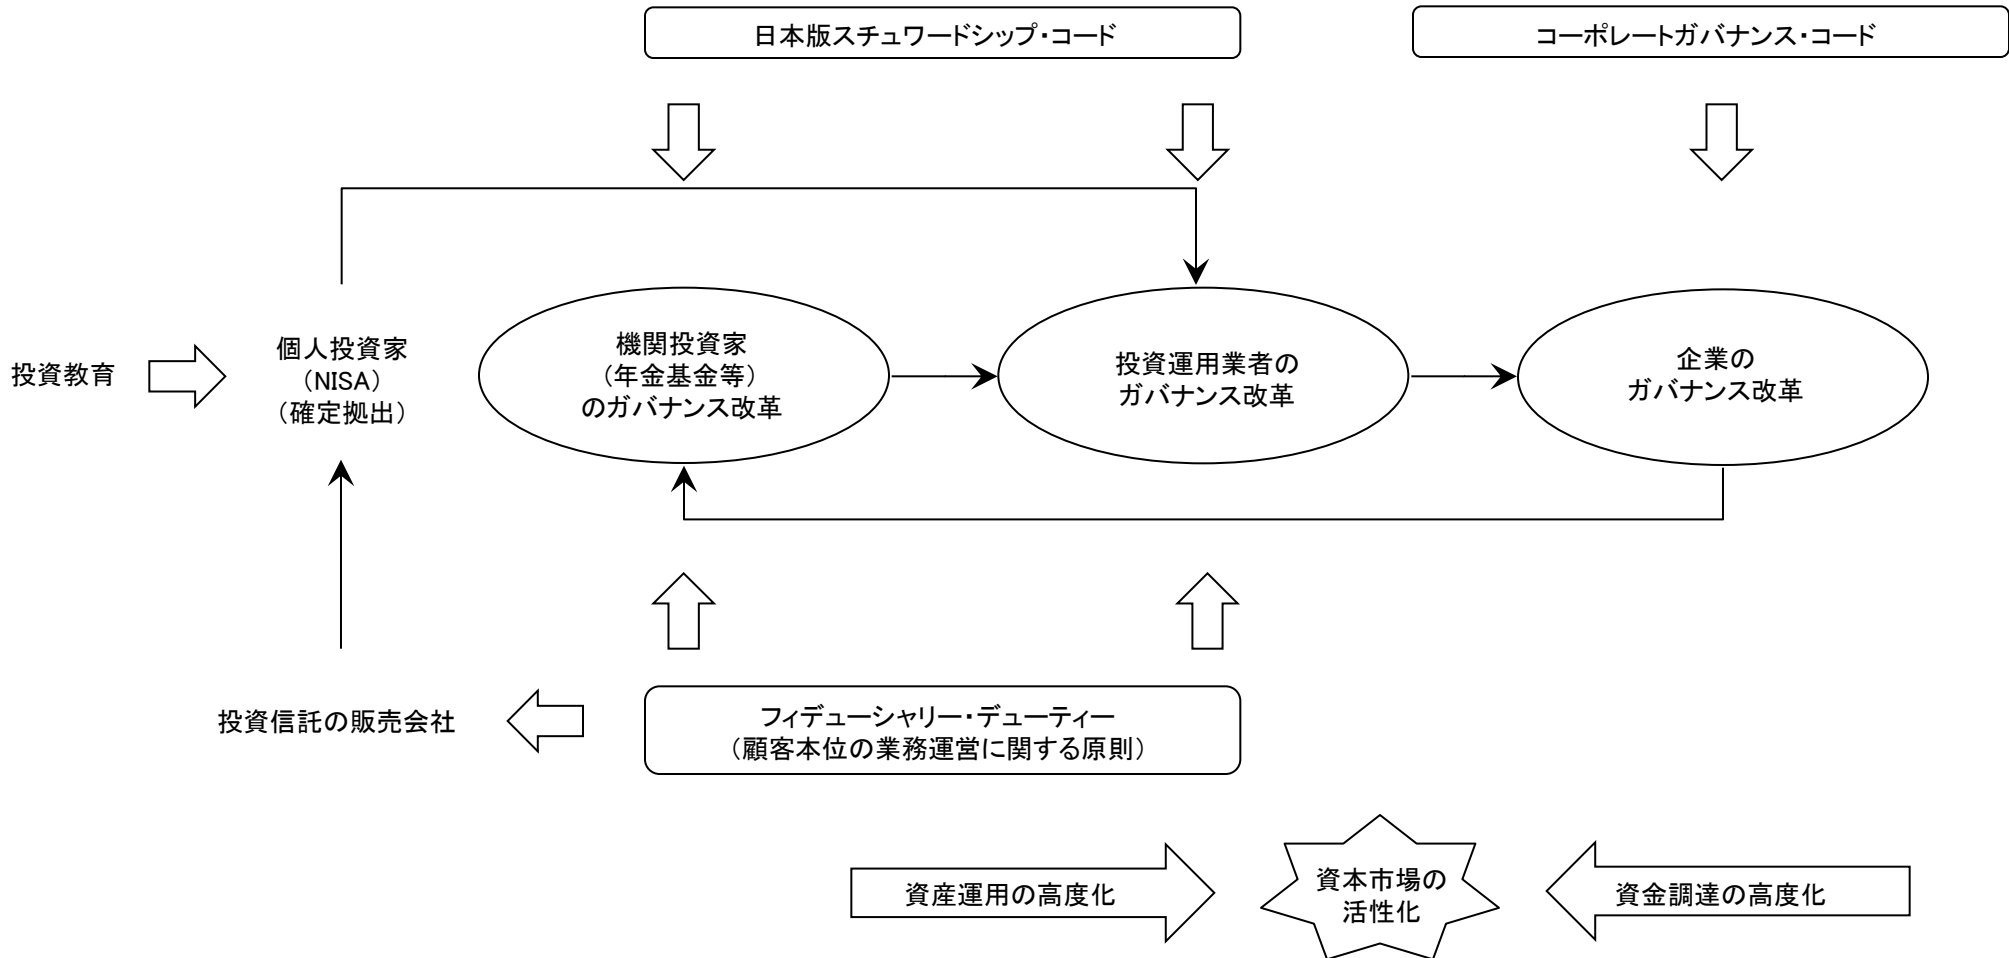 日本版スチュワードシップ・コード
コーポレートガバナンス・コード
投資教育
個人投資家
（NISA）
（確定拠出）
機関投資家
（年金基金等）
のガバナンス改革
投資運用業者の
ガバナンス改革
企業の
ガバナンス改革
投資信託の販売会社
フィデューシャリー・デューティー
（顧客本位の業務運営に関する原則）
資産運用の高度化
資本市場の
活性化
資金調達の高度化